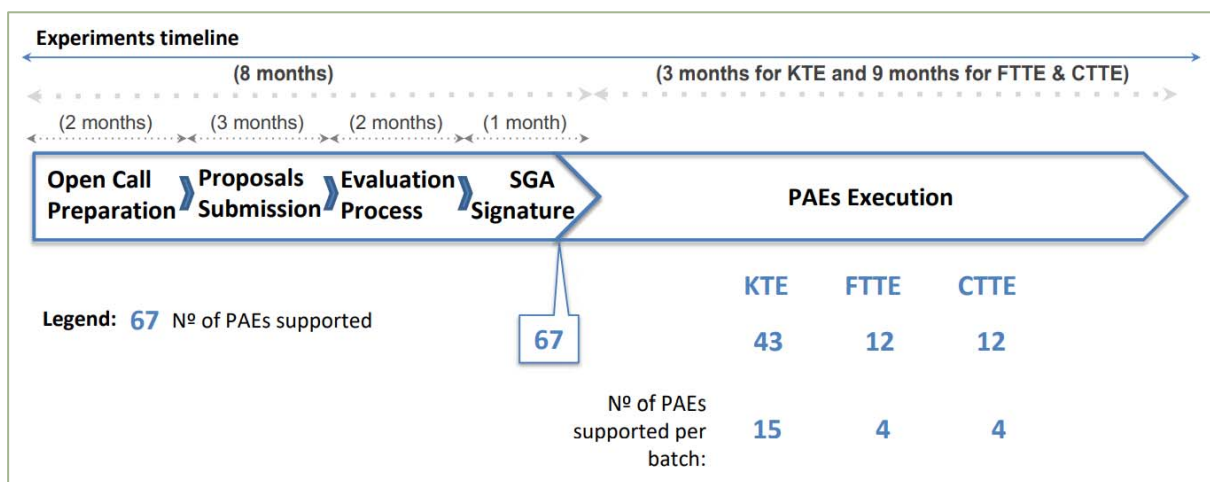 Experiments timeline
(8 months) (3 months for KTE and 9 months for FTTE & CTTE)
(2 months) (3 months) (2 months) (1 month)
Open Call
Preparation
Proposals
Submission
Evaluation
Process
SGA
Signature
PAEs Execution
KTE FTTE CTTE
Legend: 67 Nº of PAEs supported
67
43 12 12
Nº of PAEs
supported per
batch:
15 4 4